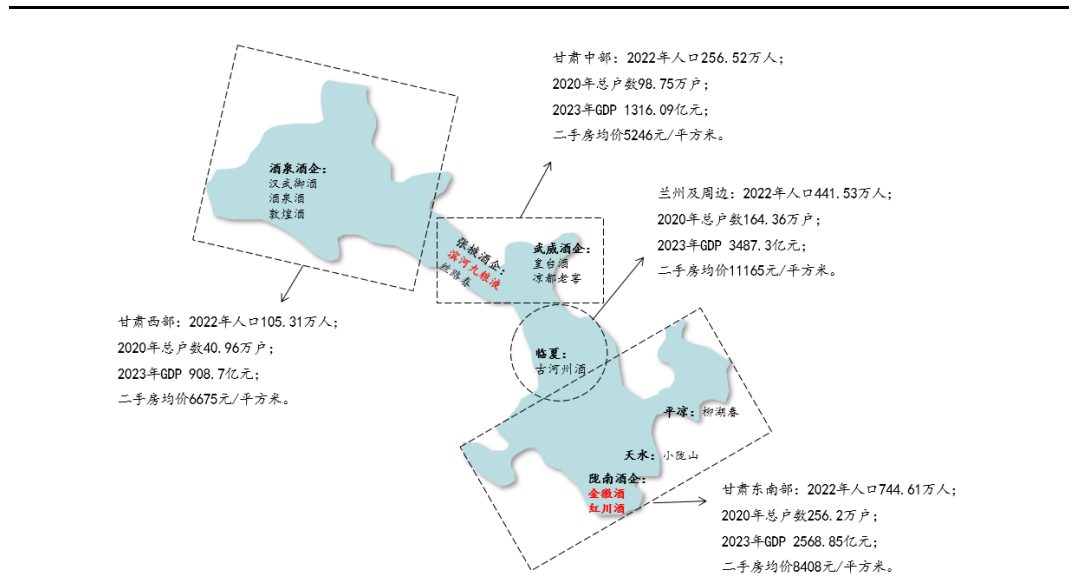 甘肃中部：2022年人口256.52万人；
2020年总户数98.75万户；
2023年GDP 1316.09亿元；
二手房均价5246元/平方米。
酒泉酒企：
汉武御酒
酒泉酒
敦煌酒
兰州及周边：2022年人口441.53万人；
2020年总户数164.36万户；
2023年GDP 3487.3亿元；
二手房均价11165元/平方米。
张掖酒企：
滨河九粮液
丝路春
武威酒企：
皇台酒
凉都老窖
甘肃西部：2022年人口105.31万人；
2020年总户数40.96万户；
2023年GDP 908.7亿元；
二手房均价6675元/平方米。
临夏：
古河州酒
平凉：柳湖春
天水：小陇山
陇南酒企：
金徽酒
红川酒
甘肃东南部：2022年人口744.61万人；
2020年总户数256.2万户；
2023年GDP 2568.85亿元；
二手房均价8408元/平方米。